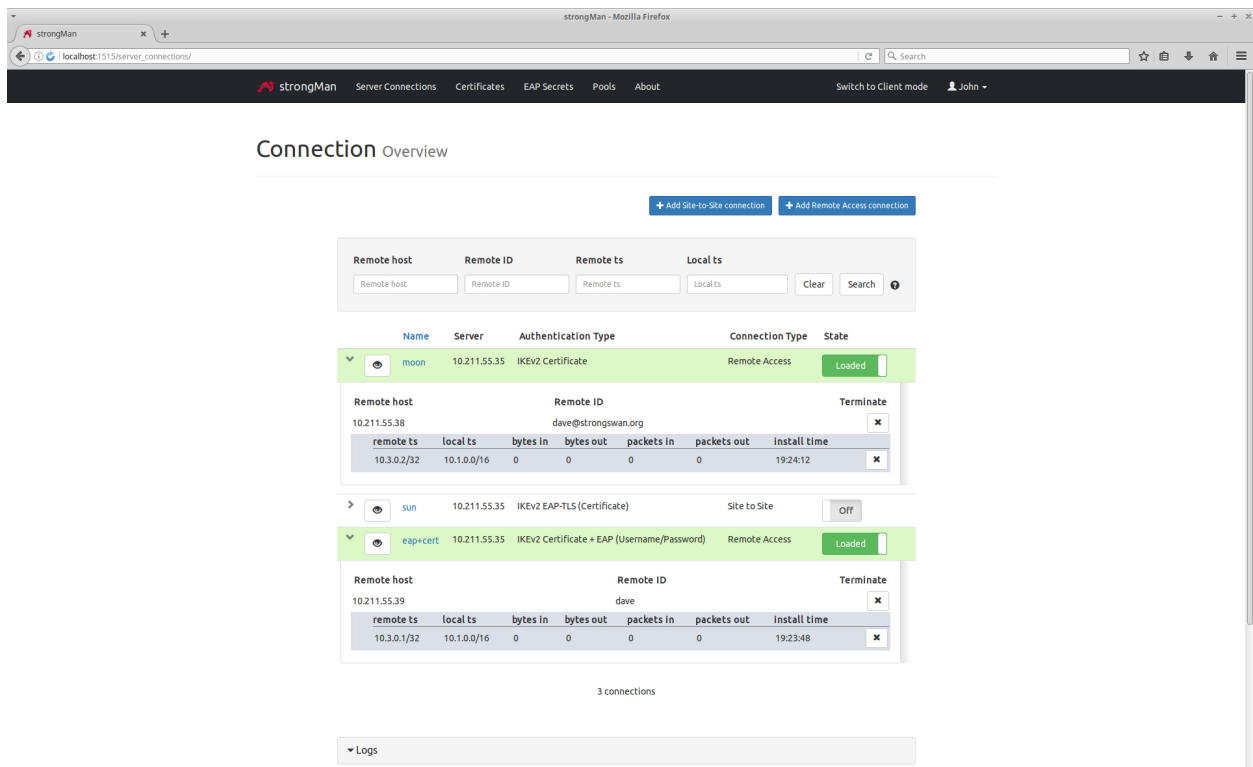 strongMan - Mozilla Firefox
strongMan
localhost:1515/server_connections/
Search
strongMan Server Connections Certificates EAP Secrets Pools About Switch to Client mode John
Connection Overview
Add Site-to-Site connection Add Remote Access connection
Remote host Remote ID Remote ts Local ts
Remote host Remote ID Remote ts Local ts Clear Search
Name Server Authentication Type Connection Type State
moon 10.211.55.35 IKEv2 Certificate Remote Access Loaded
Remote host Remote ID Terminate
10.211.55.38 dave@strongswan.org
remote ts local ts bytes in bytes out packets in packets out install time
10.3.0.2/32 10.1.0.0/16 0 0 0 0 19:24:12
sun 10.211.55.35 IKEv2 EAP-TLS (Certificate) Site to Site Off
eap+cert 10.211.55.35 IKEv2 Certificate + EAP (Username/Password) Remote Access Loaded
Remote host Remote ID Terminate
10.211.55.39 dave
remote ts local ts bytes in bytes out packets in packets out install time
10.3.0.1/32 10.1.0.0/16 0 0 0 0 19:23:48
3 connections
Logs